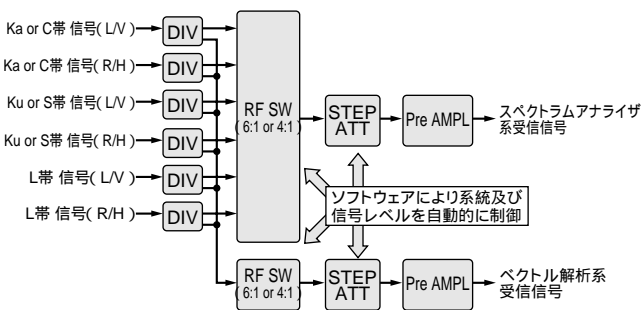 Ka or C帯 信号( L/V )
DIV
Ka or C帯 信号( R/H )
DIV
Ku or S帯 信号( L/V )
DIV
Ku or S帯 信号( R/H )
DIV
L帯 信号( L/V )
DIV
L帯 信号( R/H )
DIV
RF SW
( 6:1 or 4:1 )
STEP
ATT
Pre AMPL
スペクトラムアナライザ
系受信信号
ソフトウェアにより系統及び
信号レベルを自動的に制御
RF SW
( 6:1 or 4:1 )
STEP
ATT
Pre AMPL
ベクトル解析系
受信信号